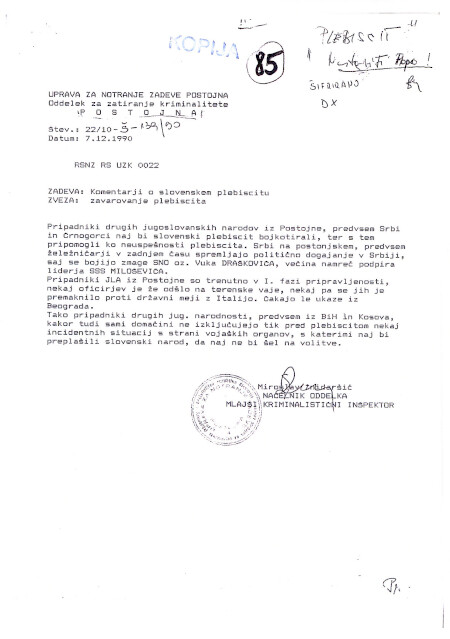 KOPIJA
85
PLEBISCIT
ŠIFRIRANO
DX
UPRAVA ZA NOTRANJE ZADEVE POSTOJNA
Oddelek za zatiranje kriminalitete
P O S T O J N A
Štev.: 22/10-Š-139/90
Datum: 7.12.1990
RSNZ RS UZK 0022
ZADEVA: Komentarji o slovenskem plebiscitu
ZVEZA: zavarovanje plebiscita
Pripadniki drugih jugoslovanskih narodov iz Postojne, predvsem Srbi
in Črnogorci naj bi slovenski plebiscit bojkotirali, ter s tem
pripomogli ko neuspešnosti plebiscita. Srbi na postonjskem, predvsem
železničarji v zadnjem času spremljajo politično dogajanje v Srbiji,
saj se bojijo zmage SNO oz. Vuka DRAŠKOVIČA, večina namreč podpira
liderja SSS MILOŠEVIČA.
Pripadniki JLA iz Postojne so trenutno v I. fazi pripravljenosti,
nekaj oficirjev je že odšlo na terenske vaje, nekaj pa se jih je
premaknilo proti državni meji z Italijo. Čakajo le ukaze iz
Beograda.
Tako pripadniki drugih jug. narodnosti, predvsem iz BiH in Kosova,
kakor tudi sami domačini ne izključujejo tik pred plebiscitom nekaj
incidentnih situacij s strani vojaških organov, s katerimi naj bi
preplašili slovenski narod, da naj ne bi šel na volitve.
Miroslav
NAČELNIK ODDELKA
MLAJŠI KRIMINALISTIČNI INŠPEKTOR